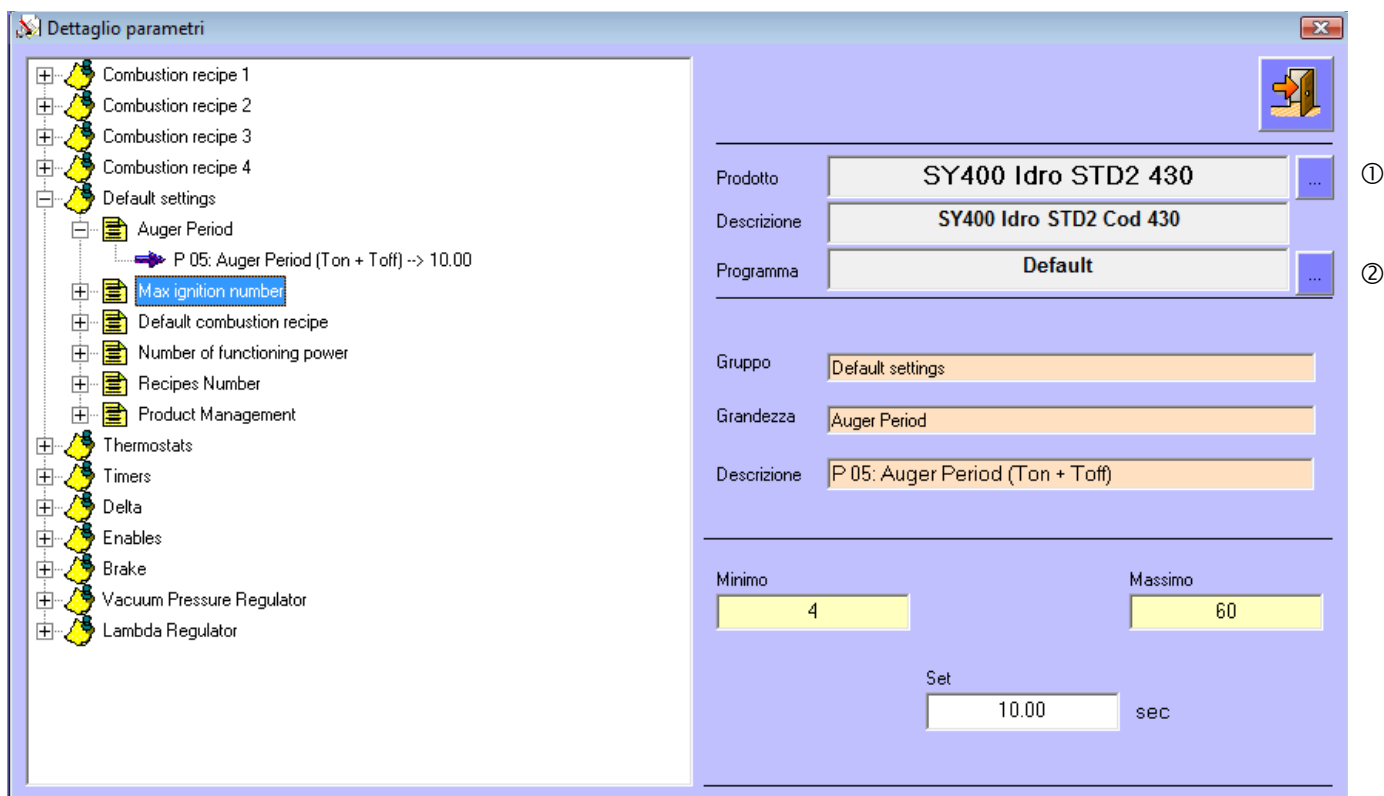 Dettaglio parametri
Combustion recipe 1
Combustion recipe 2
Combustion recipe 3
Combustion recipe 4
Default settings
Auger Period
P 05: Auger Period (Ton + Toff) --> 10.00
Max ignition number
Default combustion recipe
Number of functioning power
Recipes Number
Product Management
Thermostats
Timers
Delta
Enables
Brake
Vacuum Pressure Regulator
Lambda Regulator
Prodotto SY400 Idro STD2 430 ... ①
Descrizione SY400 Idro STD2 Cod 430
Programma Default ... ②
Gruppo Default settings
Grandezza Auger Period
Descrizione P 05: Auger Period (Ton + Toff)
Minimo Massimo
4 60
Set
10.00 sec